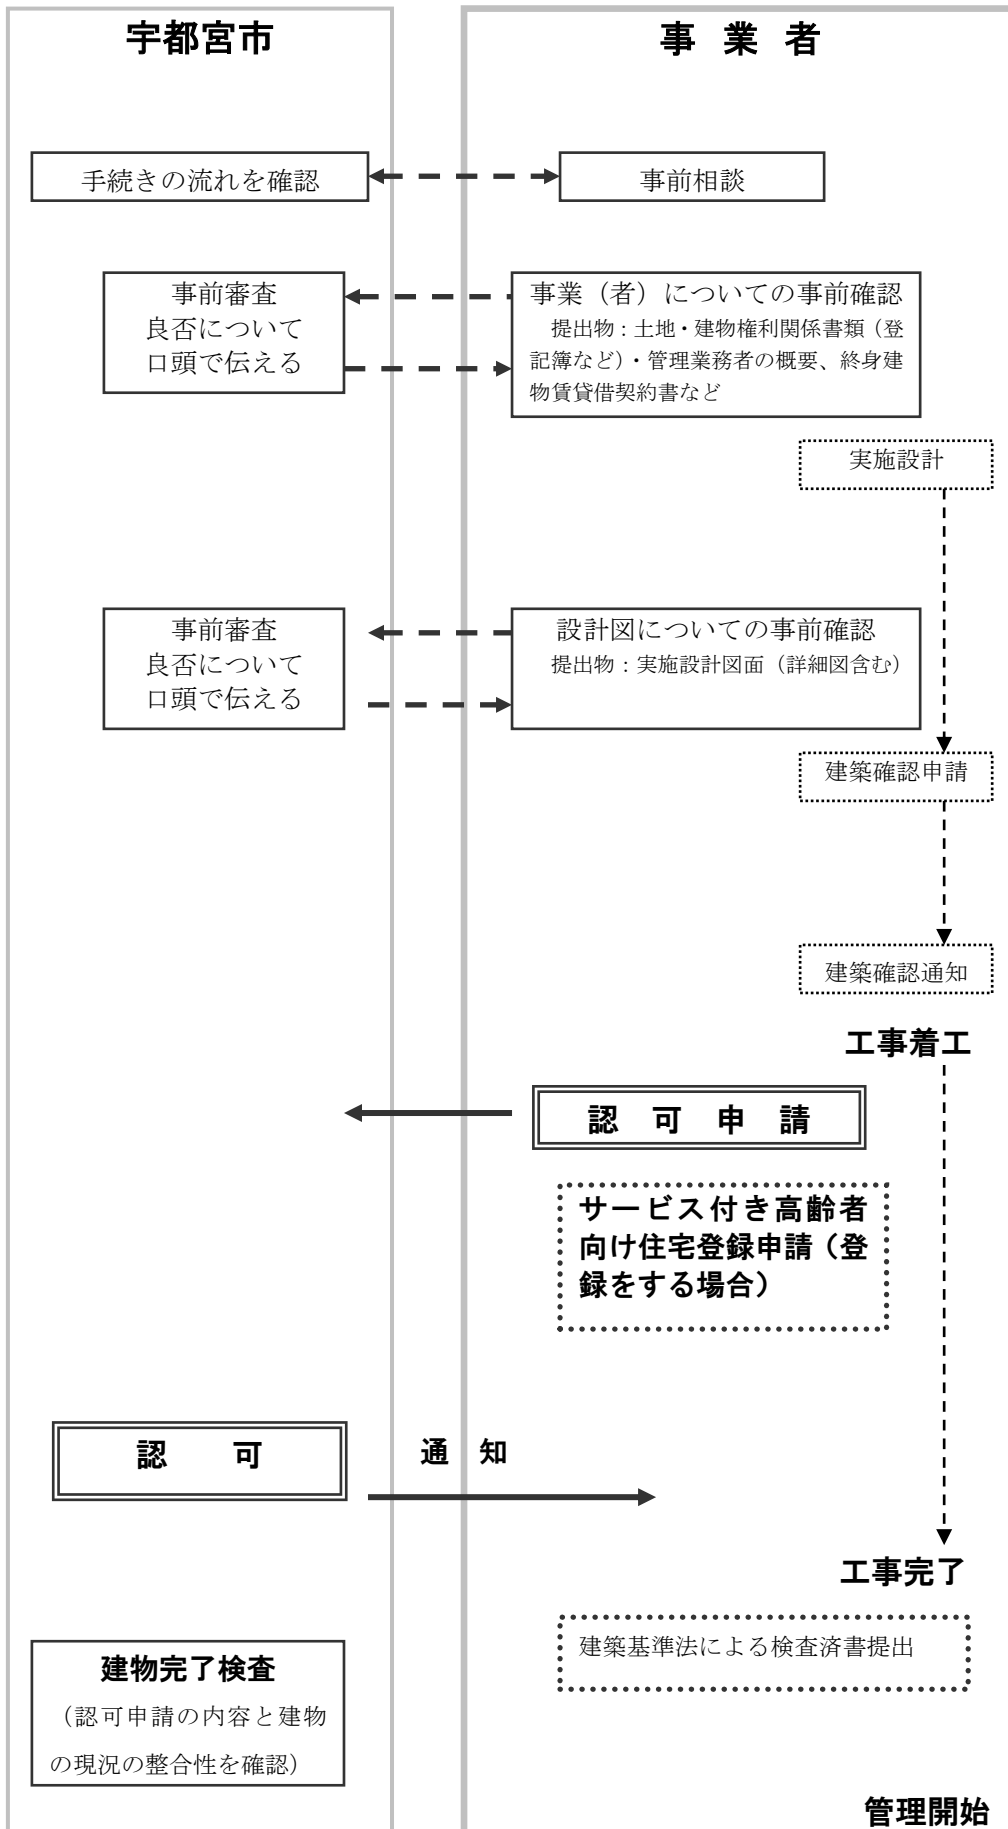 宇都宮市
事 業 者
手続きの流れを確認
事前相談
事前審査
良否について
口頭で伝える
事業（者）についての事前確認
提出物：土地・建物権利関係書類（登
記簿など）・管理業務者の概要、終身建
物賃貸借契約書など
実施設計
事前審査
良否について
口頭で伝える
設計図についての事前確認
提出物：実施設計図面（詳細図含む）
建築確認申請
建築確認通知
工事着工
認 可 申 請
サービス付き高齢者
向け住宅登録申請（登
録をする場合）
認 可
通 知
工事完了
建築基準法による検査済書提出
建物完了検査
（認可申請の内容と建物
の現況の整合性を確認）
管理開始